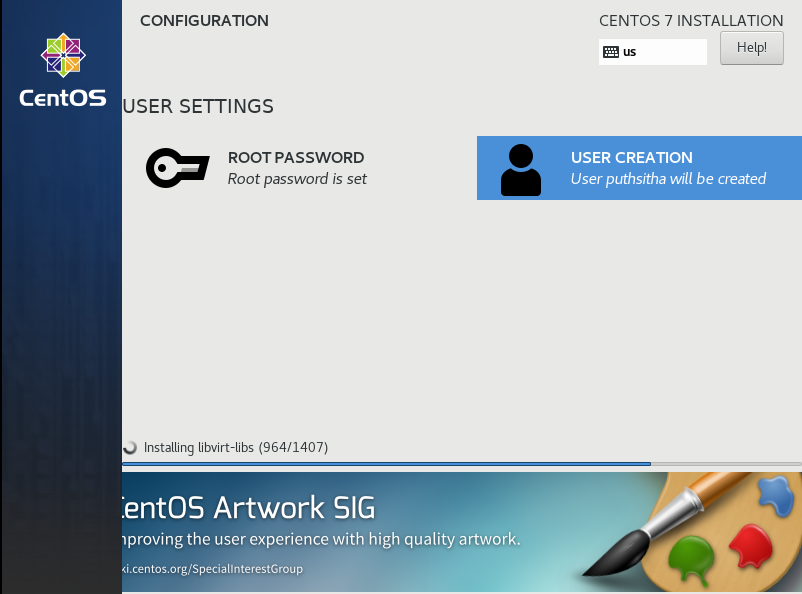 CentOS
CONFIGURATION
CENTOS 7 INSTALLATION
us
Help!
USER SETTINGS
ROOT PASSWORD
Root password is set
USER CREATION
User puthsitha will be created
Installing libvirt-libs (964/1407)
entOS Artwork SIG
proving the user experience with high quality artwork.
ki.centos.org/SpecialInterestGroup